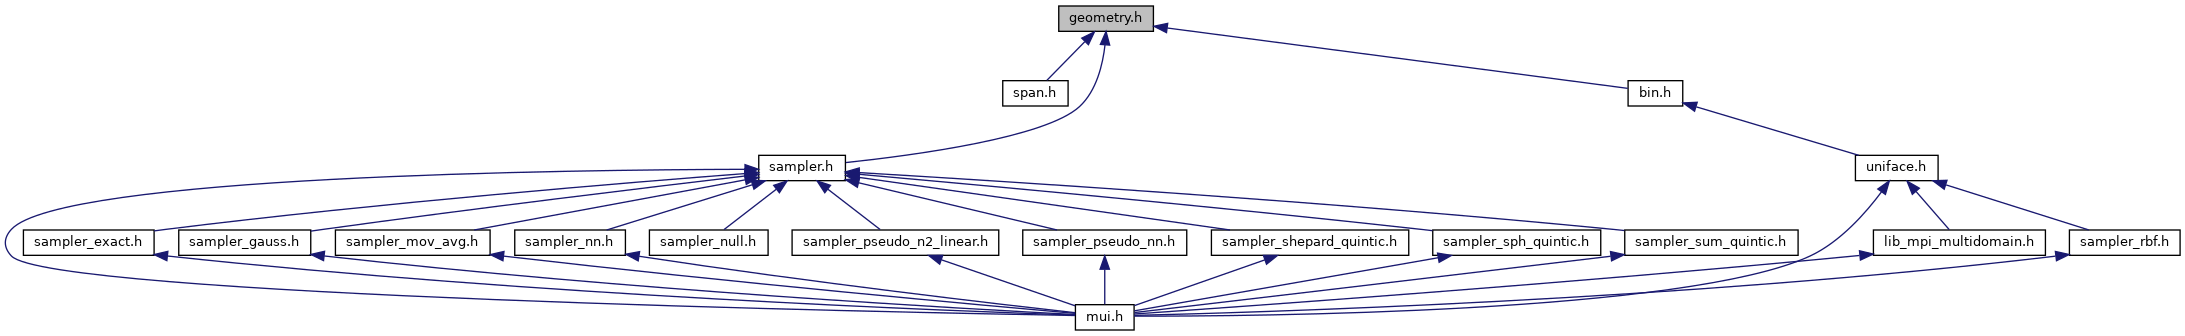 geometry.h
span.h
bin.h
sampler.h
uniface.h
sampler_exact.h
sampler_gauss.h
sampler_mov_avg.h
sampler_nn.h
sampler_null.h
sampler_pseudo_n2_linear.h
sampler_pseudo_nn.h
sampler_shepard_quintic.h
sampler_sph_quintic.h
sampler_sum_quintic.h
lib_mpi_multidomain.h
sampler_rbf.h
mui.h